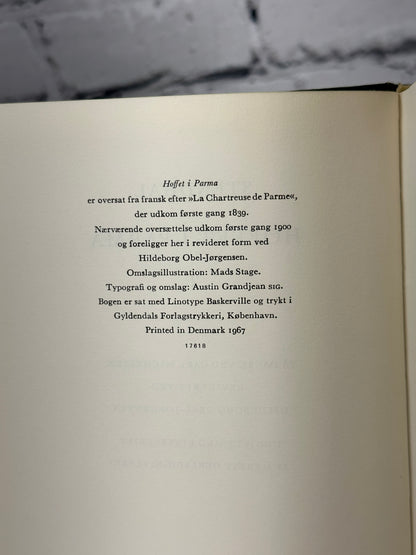 Hoffet i Parma
er oversat fra fransk efter »La Chartreuse de Parme«,
der udkom første gang 1839.
Nærværende oversættelse udkom første gang 1900
og foreligger her i revideret form ved
Hildeborg Obel-Jørgensen.
Omslagsillustration: Mads Stage.
Typografi og omslag: Austin Grandjean SIG.
Bogen er sat med Linotype Baskerville og trykt i
Gyldendals Forlagstrykkeri, København.
Printed in Denmark 1967
17618